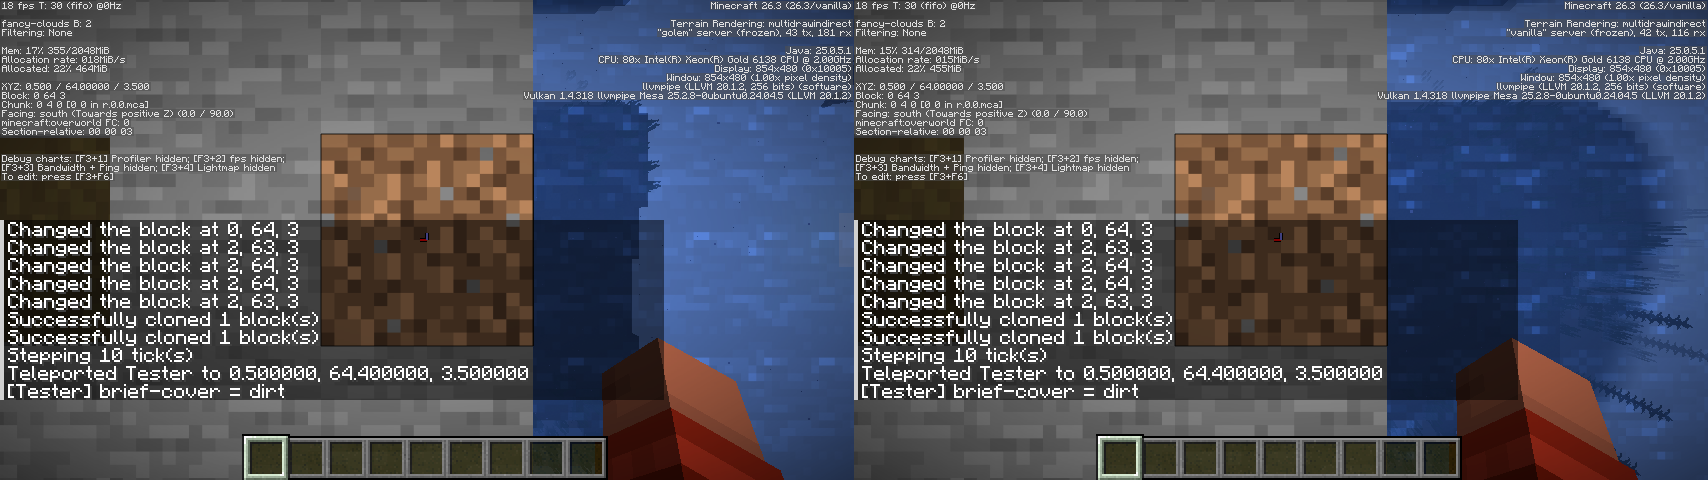 18 fps T: 30 (fifo) @0Hz
fancy-clouds B: 2
Filtering: None
Mem: 17% 355/2048MiB
Allocation rate: 018MiB/s
Allocated: 22% 464MiB
XYZ: 0.500 / 64.00000 / 3.500
Block: 0 64 3
Chunk: 0 4 0 [0 0 in r.0.0.mca]
Facing: south (Towards positive Z) (0.0 / 90.0)
minecraft:overworld FC: 0
Section-relative: 00 00 03
Debug charts: [F3+1] Profiler hidden; [F3+2] fps hidden;
[F3+3] Bandwidth + Ping hidden; [F3+4] Lightmap hidden
To edit: press [F3+F6]
Minecraft 26.3 (26.3/vanilla)
Terrain Rendering: multidrawindirect
"golem" server (frozen), 43 tx, 181 rx
Java: 25.0.5.1
CPU: 80x Intel(R) Xeon(R) Gold 6138 CPU @ 2.00GHz
Display: 854x480 (0x10005)
Window: 854x480 (1.00x pixel density)
llvmpipe (LLVM 20.1.2, 256 bits) (software)
Vulkan 1.4.318 llvmpipe Mesa 25.2.8-0ubuntu0.24.04.5 (LLVM 20.1.2)
Changed the block at 0, 64, 3
Changed the block at 2, 63, 3
Changed the block at 2, 64, 3
Changed the block at 2, 64, 3
Changed the block at 2, 63, 3
Successfully cloned 1 block(s)
Successfully cloned 1 block(s)
Stepping 10 tick(s)
Teleported Tester to 0.500000, 64.400000, 3.500000
[Tester] brief-cover = dirt
18 fps T: 30 (fifo) @0Hz
fancy-clouds B: 2
Filtering: None
Mem: 15% 314/2048MiB
Allocation rate: 015MiB/s
Allocated: 22% 455MiB
XYZ: 0.500 / 64.00000 / 3.500
Block: 0 64 3
Chunk: 0 4 0 [0 0 in r.0.0.mca]
Facing: south (Towards positive Z) (0.0 / 90.0)
minecraft:overworld FC: 0
Section-relative: 00 00 03
Debug charts: [F3+1] Profiler hidden; [F3+2] fps hidden;
[F3+3] Bandwidth + Ping hidden; [F3+4] Lightmap hidden
To edit: press [F3+F6]
Minecraft 26.3 (26.3/vanilla)
Terrain Rendering: multidrawindirect
"vanilla" server (frozen), 42 tx, 116 rx
Java: 25.0.5.1
CPU: 80x Intel(R) Xeon(R) Gold 6138 CPU @ 2.00GHz
Display: 854x480 (0x10005)
Window: 854x480 (1.00x pixel density)
llvmpipe (LLVM 20.1.2, 256 bits) (software)
Vulkan 1.4.318 llvmpipe Mesa 25.2.8-0ubuntu0.24.04.5 (LLVM 20.1.2)
Changed the block at 0, 64, 3
Changed the block at 2, 63, 3
Changed the block at 2, 64, 3
Changed the block at 2, 64, 3
Changed the block at 2, 63, 3
Successfully cloned 1 block(s)
Successfully cloned 1 block(s)
Stepping 10 tick(s)
Teleported Tester to 0.500000, 64.400000, 3.500000
[Tester] brief-cover = dirt